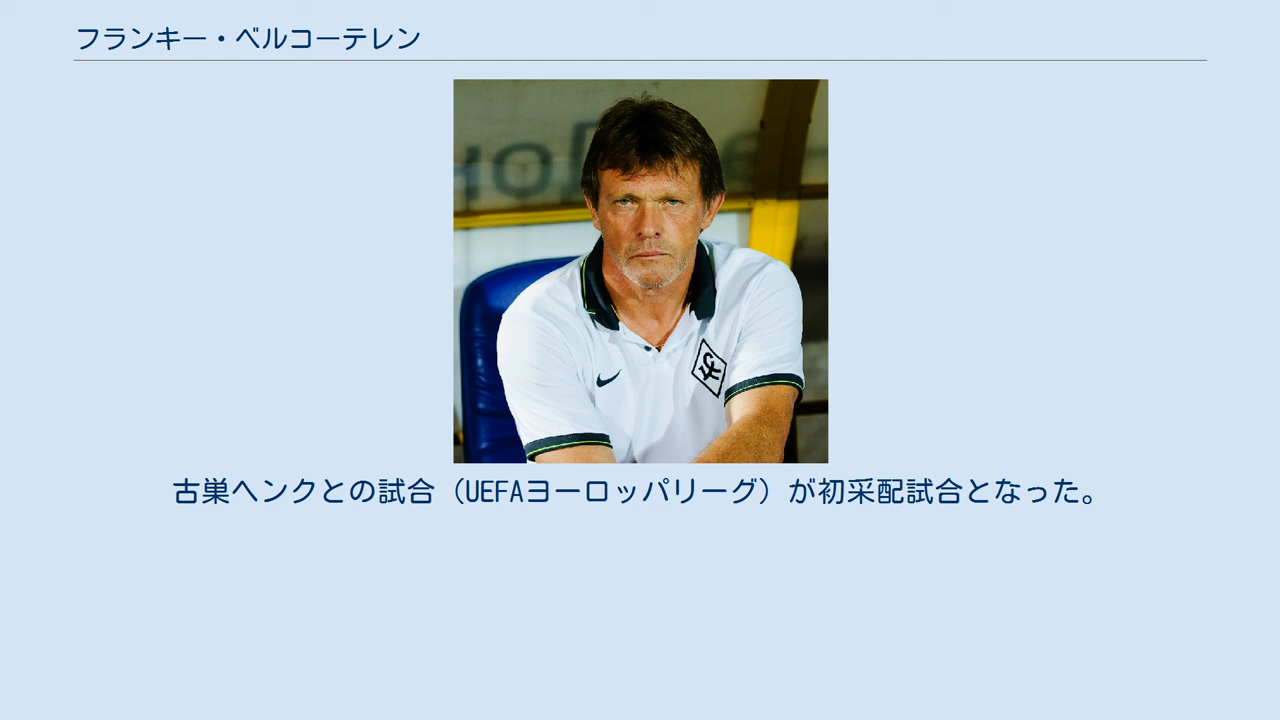 フランキー・ベルコーテレン
古巣ヘンクとの試合（UEFAヨーロッパリーグ）が初采配試合となった。